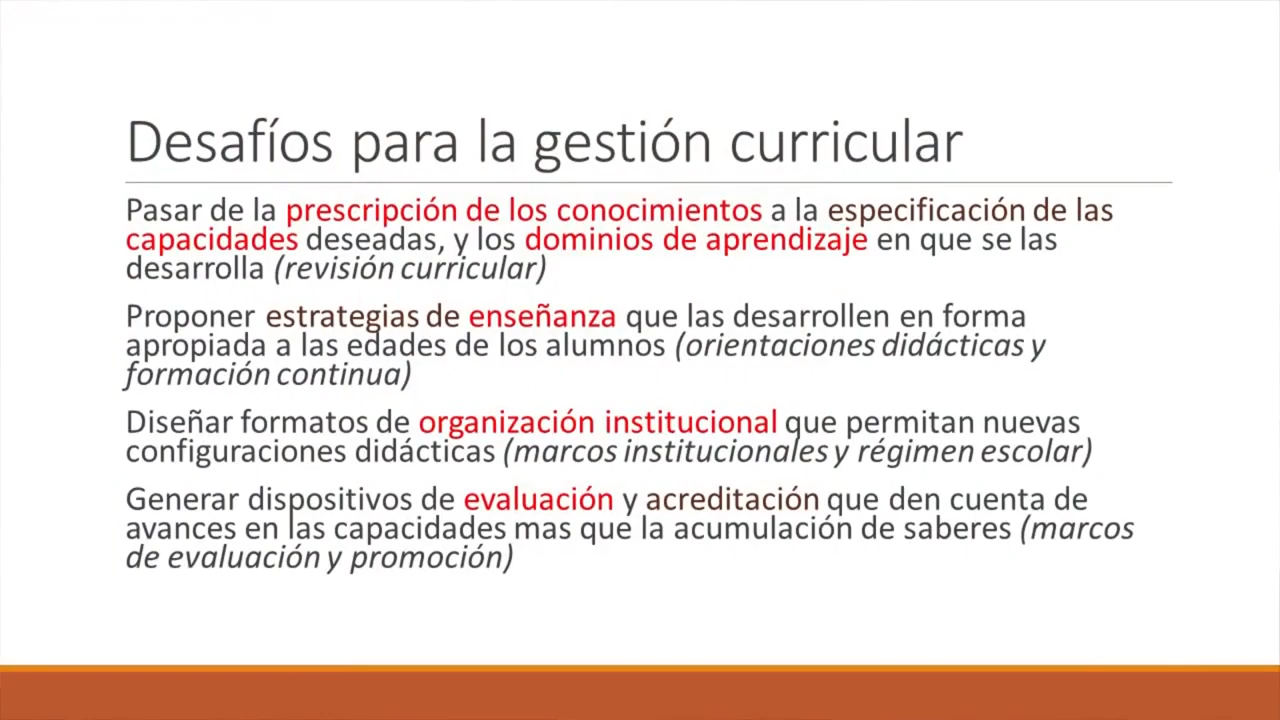 Desafíos para la gestión curricular
Pasar de la prescripción de los conocimientos a la especificación de las
capacidades deseadas, y los dominios de aprendizaje en que se las
desarrolla (revisión curricular)
Proponer estrategias de enseñanza que las desarrollen en forma
apropiada a las edades de los alumnos (orientaciones didácticas y
formación continua)
Diseñar formatos de organización institucional que permitan nuevas
configuraciones didácticas (marcos institucionales y régimen escolar)
Generar dispositivos de evaluación y acreditación que den cuenta de
avances en las capacidades mas que la acumulación de saberes (marcos
de evaluación y promoción)